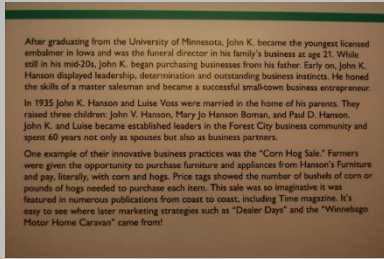 After graduating from the University of Minnesota, John K. became the youngest licensed
embalmer in Iowa and was the funeral director in his family's business at age 21. While
still in his mid-20s, John K. began purchasing businesses from his father. Early on, John K.
Hanson displayed leadership, determination and outstanding business instincts. He honed
the skills of a master salesman and became a successful small-town business entrepreneur.
In 1935 John K. Hanson and Luise Voss were married in the home of his parents. They
raised three children: John V. Hanson, Mary Jo Hanson Boman, and Paul D. Hanson.
John K. and Luise became established leaders in the Forest City business community and
spent 60 years not only as spouses but also as business partners.
One example of their innovative business practices was the "Corn Hog Sale." Farmers
were given the opportunity to purchase furniture and appliances from Hanson's Furniture
and pay, literally, with corn and hogs. Price tags showed the number of bushels of corn or
pounds of hogs needed to purchase each item. This sale was so imaginative it was
featured in numerous publications from coast to coast, including Time magazine. It's
easy to see where later marketing strategies such as "Dealer Days" and the "Winnebago
Motor Home Caravan" came from!